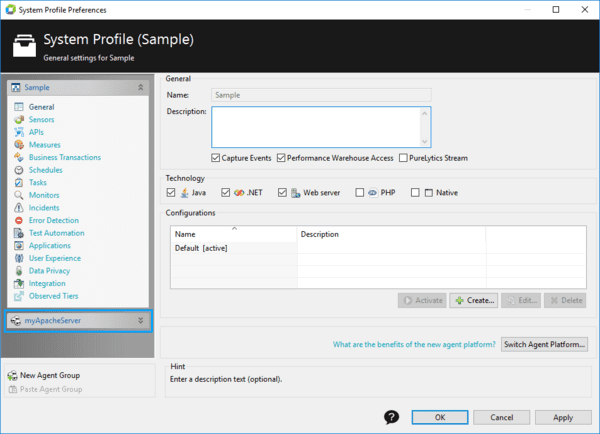 System Profile Preferences
System Profile (Sample)
General settings for Sample
Sample
General
Sensors
APIs
Measures
Business Transactions
Schedules
Tasks
Monitors
Incidents
Error Detection
Test Automation
Applications
User Experience
Data Privacy
Integration
Observed Tiers
myApacheServer
New Agent Group
Paste Agent Group
General
Name: Sample
Description:
Capture Events Performance Warehouse Access PureLytics Stream
Technology
Java .NET Web server PHP Native
Configurations
Name Description
Default [active]
Activate Create... Edit... Delete
What are the benefits of the new agent platform? Switch Agent Platform...
Hint
Enter a description text (optional).
? OK Cancel Apply